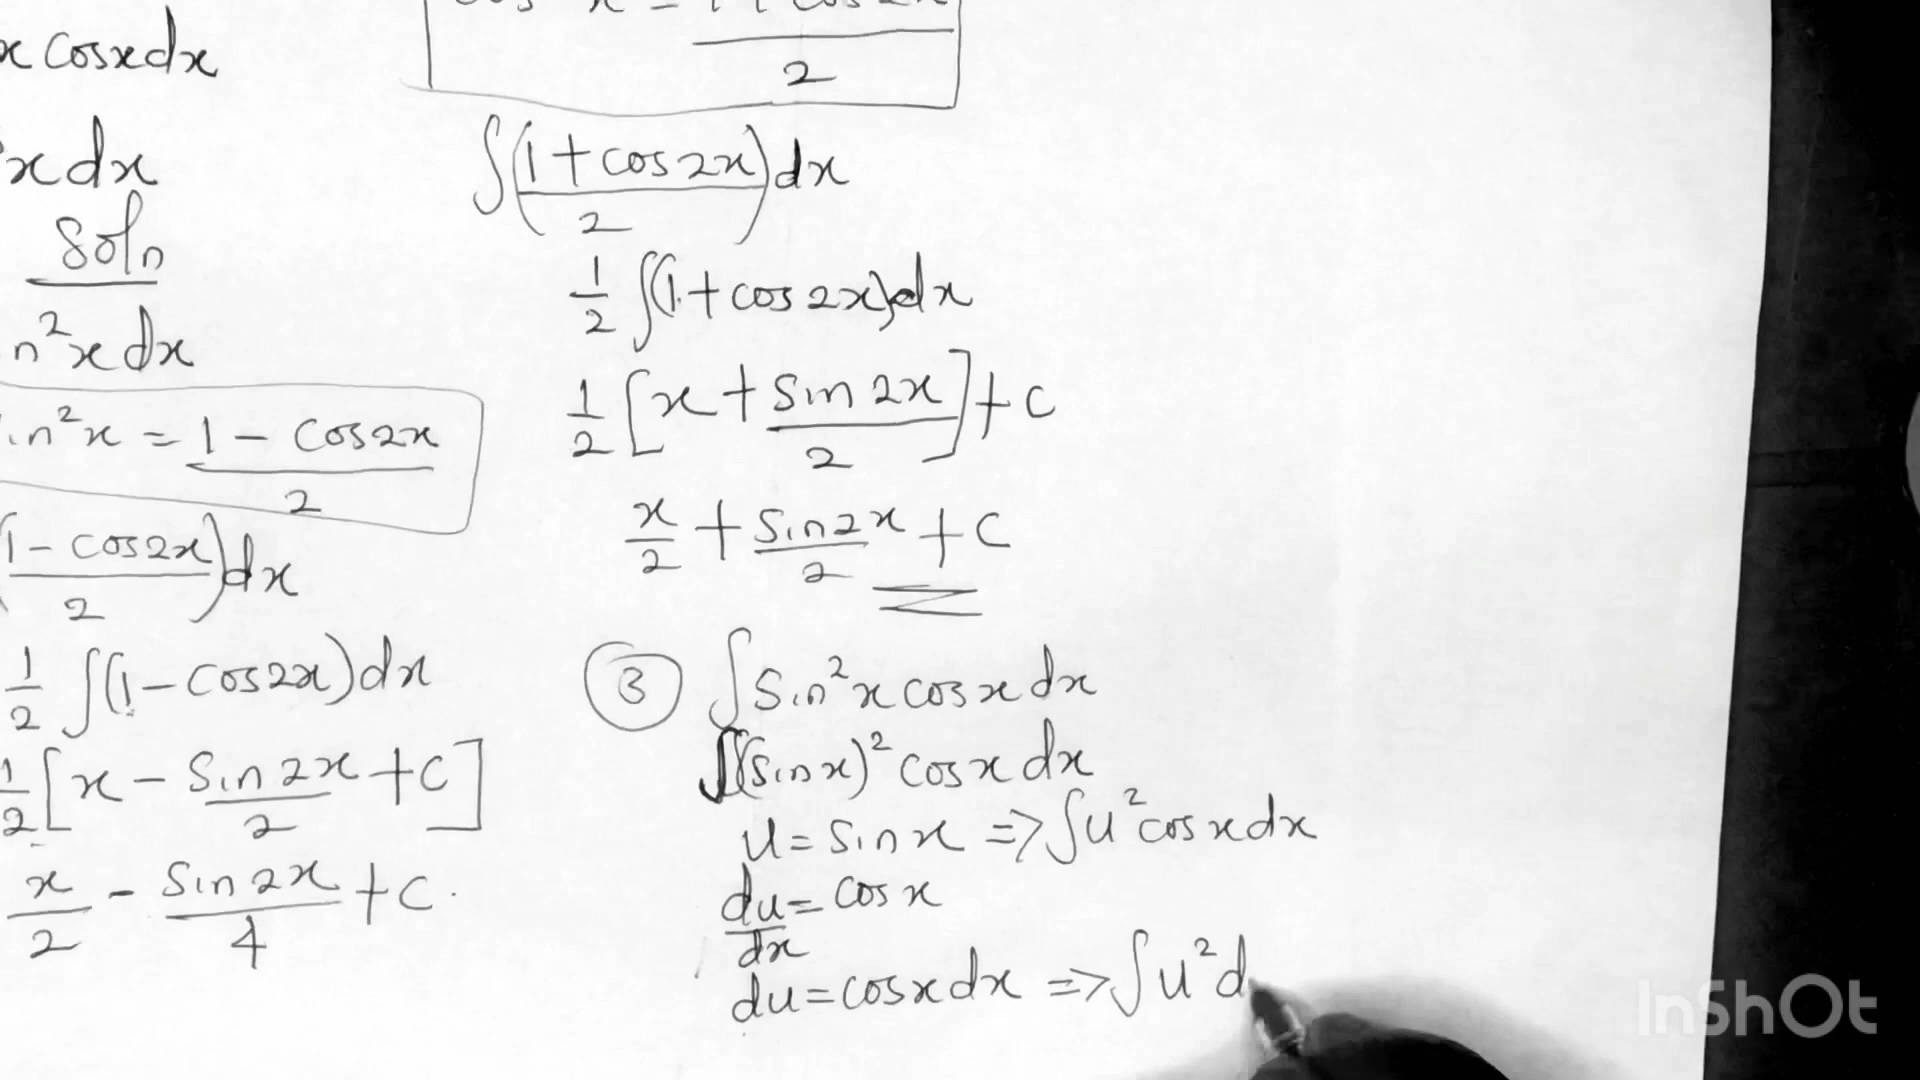 x cosx dx
x dx
soln
n²x dx
in²x = 1 - cos2x / 2
(1 - cos2x / 2) dx
1/2 ∫(1 - cos2x) dx
1/2 [x - sin2x / 2 + C]
x/2 - sin2x / 4 + C.
x = 1 + cos2x / 2
∫(1 + cos2x / 2) dx
1/2 ∫(1 + cos2x) dx
1/2 [x + sin2x / 2] + C
x/2 + sin2x / 2 + C
③ ∫sin²x cosx dx
∫(sinx)² cosx dx
u = sinx => ∫u² cosx dx
du/dx = cosx
du = cosx dx => ∫u² d
InShOt